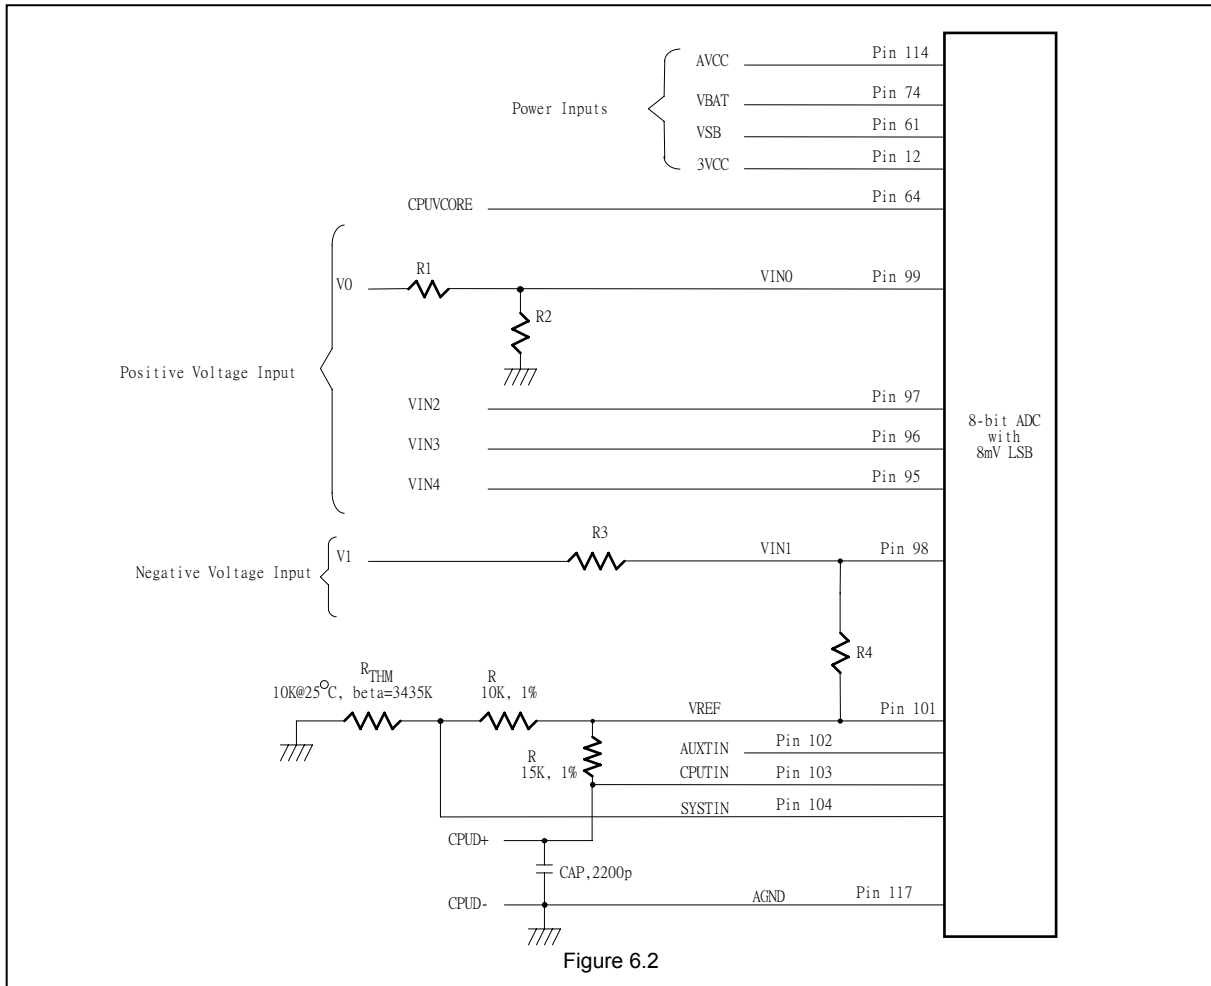 AVCC
Pin 114
Power Inputs
VBAT
Pin 74
VSB
Pin 61
3VCC
Pin 12
CPUVCORE
Pin 64
V0
R1
VIN0
Pin 99
R2
Positive Voltage Input
VIN2
Pin 97
VIN3
Pin 96
VIN4
Pin 95
8-bit ADC
with
8mV LSB
Negative Voltage Input
V1
R3
VIN1
Pin 98
R4
RTHM
10K@25°C, beta=3435K
R
10K, 1%
VREF
Pin 101
R
15K, 1%
AUXTIN
Pin 102
CPUTIN
Pin 103
SYSTIN
Pin 104
CPUD+
CAP,2200p
CPUD-
AGND
Pin 117
Figure 6.2